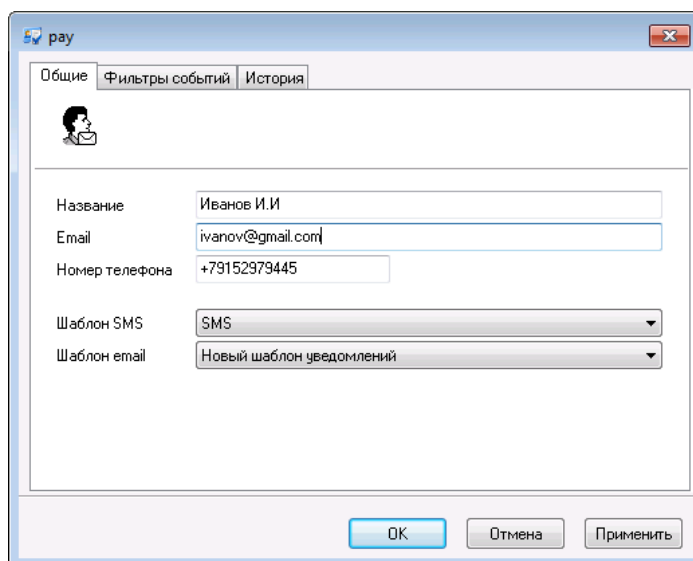 pay
Общие Фильтры событий История
Название Иванов И.И
Email ivanov@gmail.com
Номер телефона +79152979445
Шаблон SMS SMS
Шаблон email Новый шаблон уведомлений
OK Отмена Применить